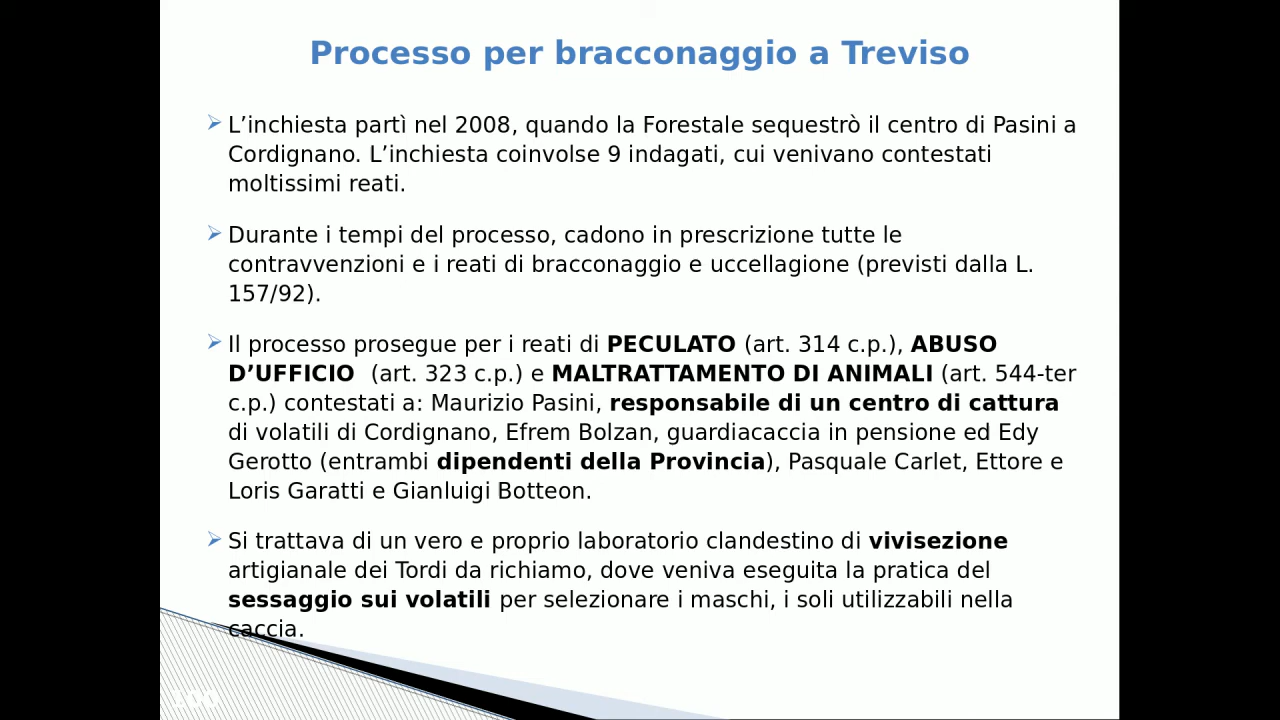 Processo per bracconaggio a Treviso
L’inchiesta partì nel 2008, quando la Forestale sequestrò il centro di Pasini a
Cordignano. L’inchiesta coinvolse 9 indagati, cui venivano contestati
moltissimi reati.
Durante i tempi del processo, cadono in prescrizione tutte le
contravvenzioni e i reati di bracconaggio e uccellagione (previsti dalla L.
157/92).
Il processo prosegue per i reati di PECULATO (art. 314 c.p.), ABUSO
D’UFFICIO (art. 323 c.p.) e MALTRATTAMENTO DI ANIMALI (art. 544-ter
c.p.) contestati a: Maurizio Pasini, responsabile di un centro di cattura
di volatili di Cordignano, Efrem Bolzan, guardiacaccia in pensione ed Edy
Gerotto (entrambi dipendenti della Provincia), Pasquale Carlet, Ettore e
Loris Garatti e Gianluigi Botteon.
Si trattava di un vero e proprio laboratorio clandestino di vivisezione
artigianale dei Tordi da richiamo, dove veniva eseguita la pratica del
sessaggio sui volatili per selezionare i maschi, i soli utilizzabili nella
caccia.
100